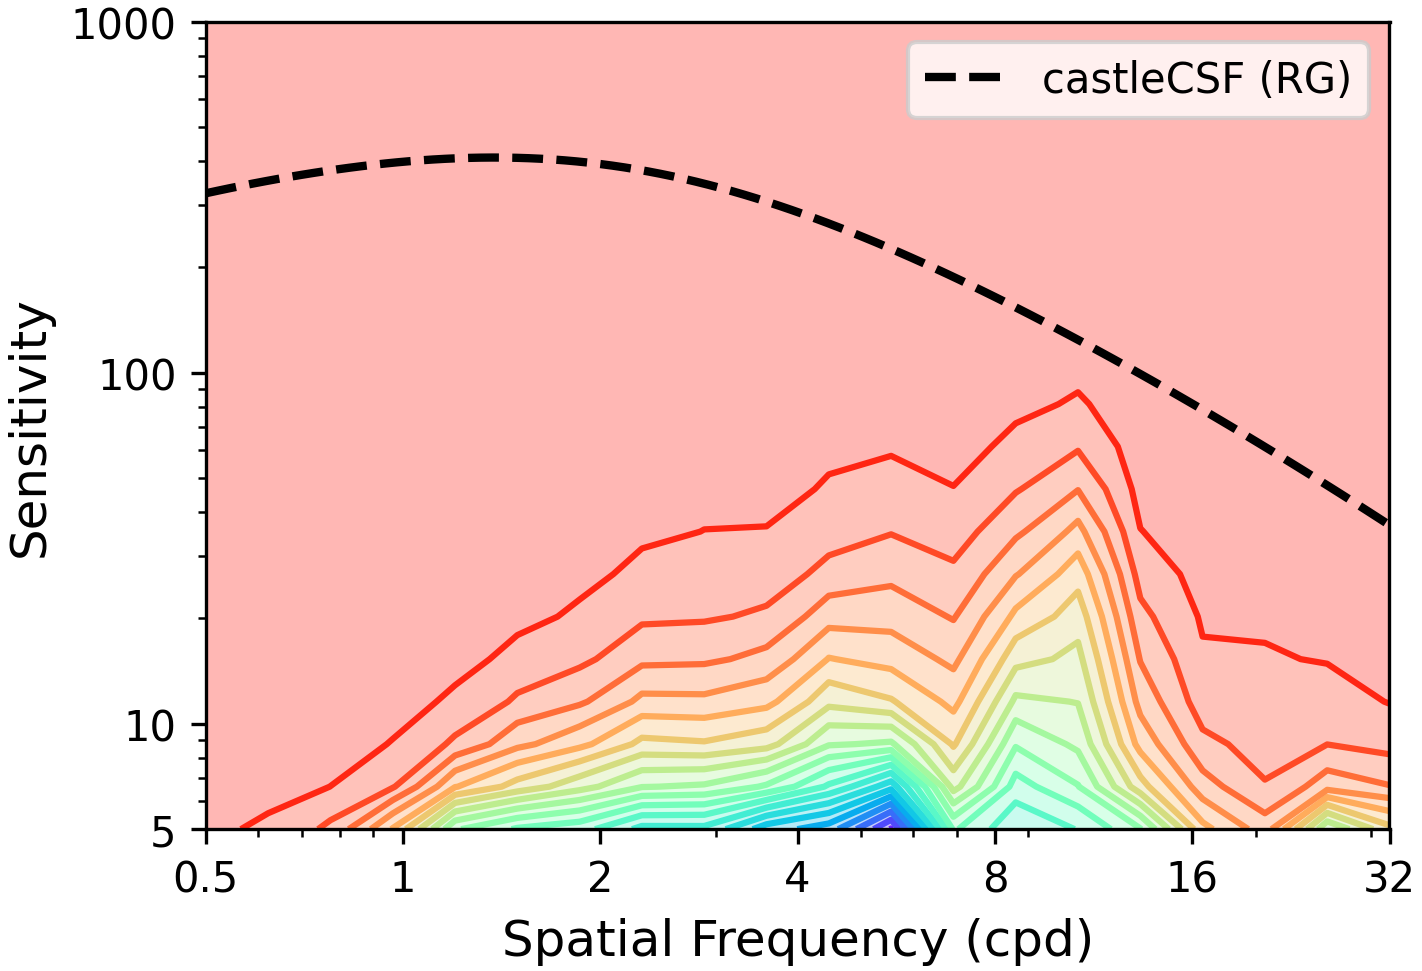 1000
castleCSF (RG)
100
Sensitivity
10
5
0.5 1 2 4 8 16 32
Spatial Frequency (cpd)